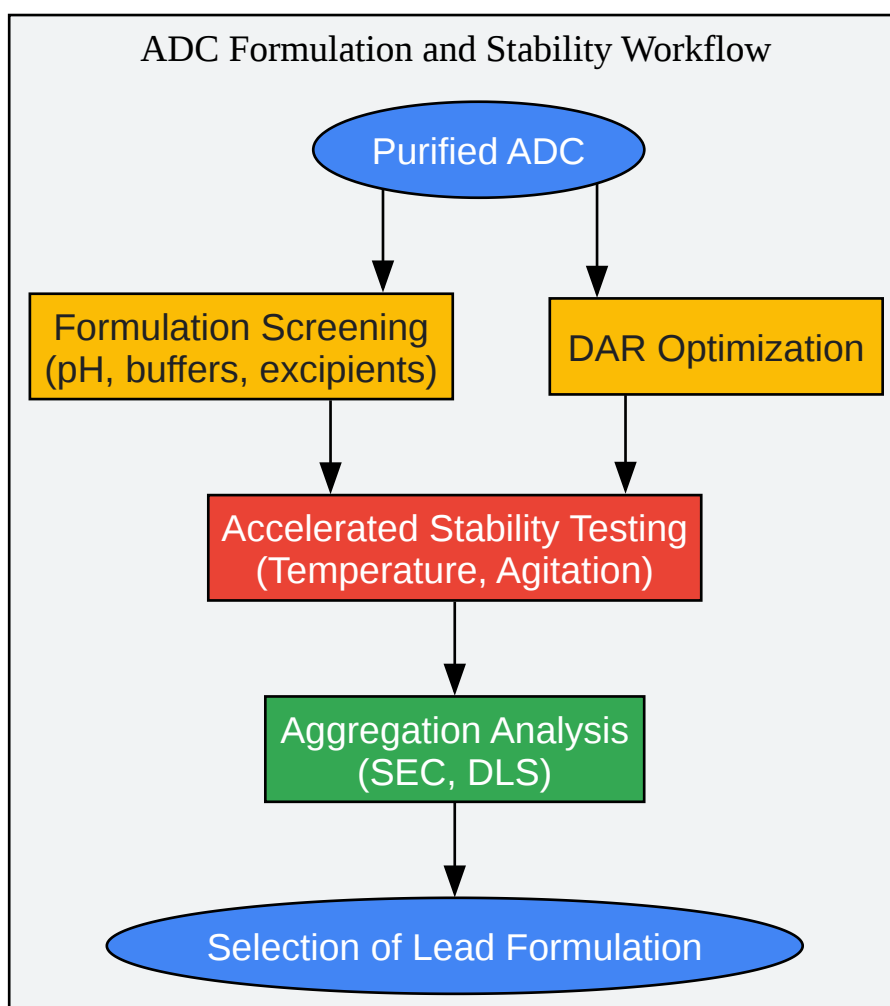 ADC Formulation and Stability Workflow
Purified ADC
Formulation Screening
(pH, buffers, excipients)
DAR Optimization
Accelerated Stability Testing
(Temperature, Agitation)
Aggregation Analysis
(SEC, DLS)
Selection of Lead Formulation